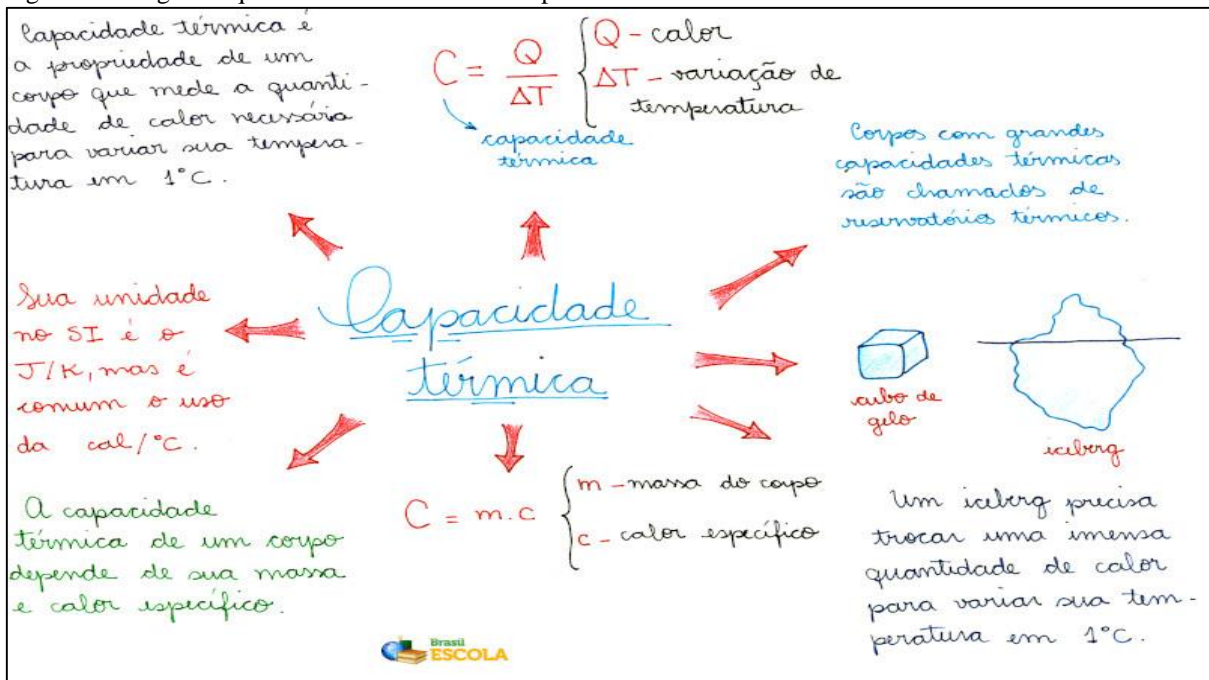 Capacidade térmica é
a propriedade de um
corpo que mede a quanti-
dade de calor necessária
para variar sua tempera-
tura em 1°C.
C = Q
ΔT
capacidade
térmica
Q - calor
ΔT - variação de
temperatura
Corpos com grandes
capacidades térmicas
são chamados de
reservatórios térmicos.
Sua unidade
no SI é o
J/K, mas é
comum o uso
da cal/°C.
Capacidade
térmica
cubo de
gelo
iceberg
A capacidade
térmica de um corpo
depende de sua massa
e calor específico.
C = m.c
m - massa do corpo
c - calor específico
Um iceberg precisa
trocar uma imensa
quantidade de calor
para variar sua tem-
peratura em 1°C.
Brasil
ESCOLA